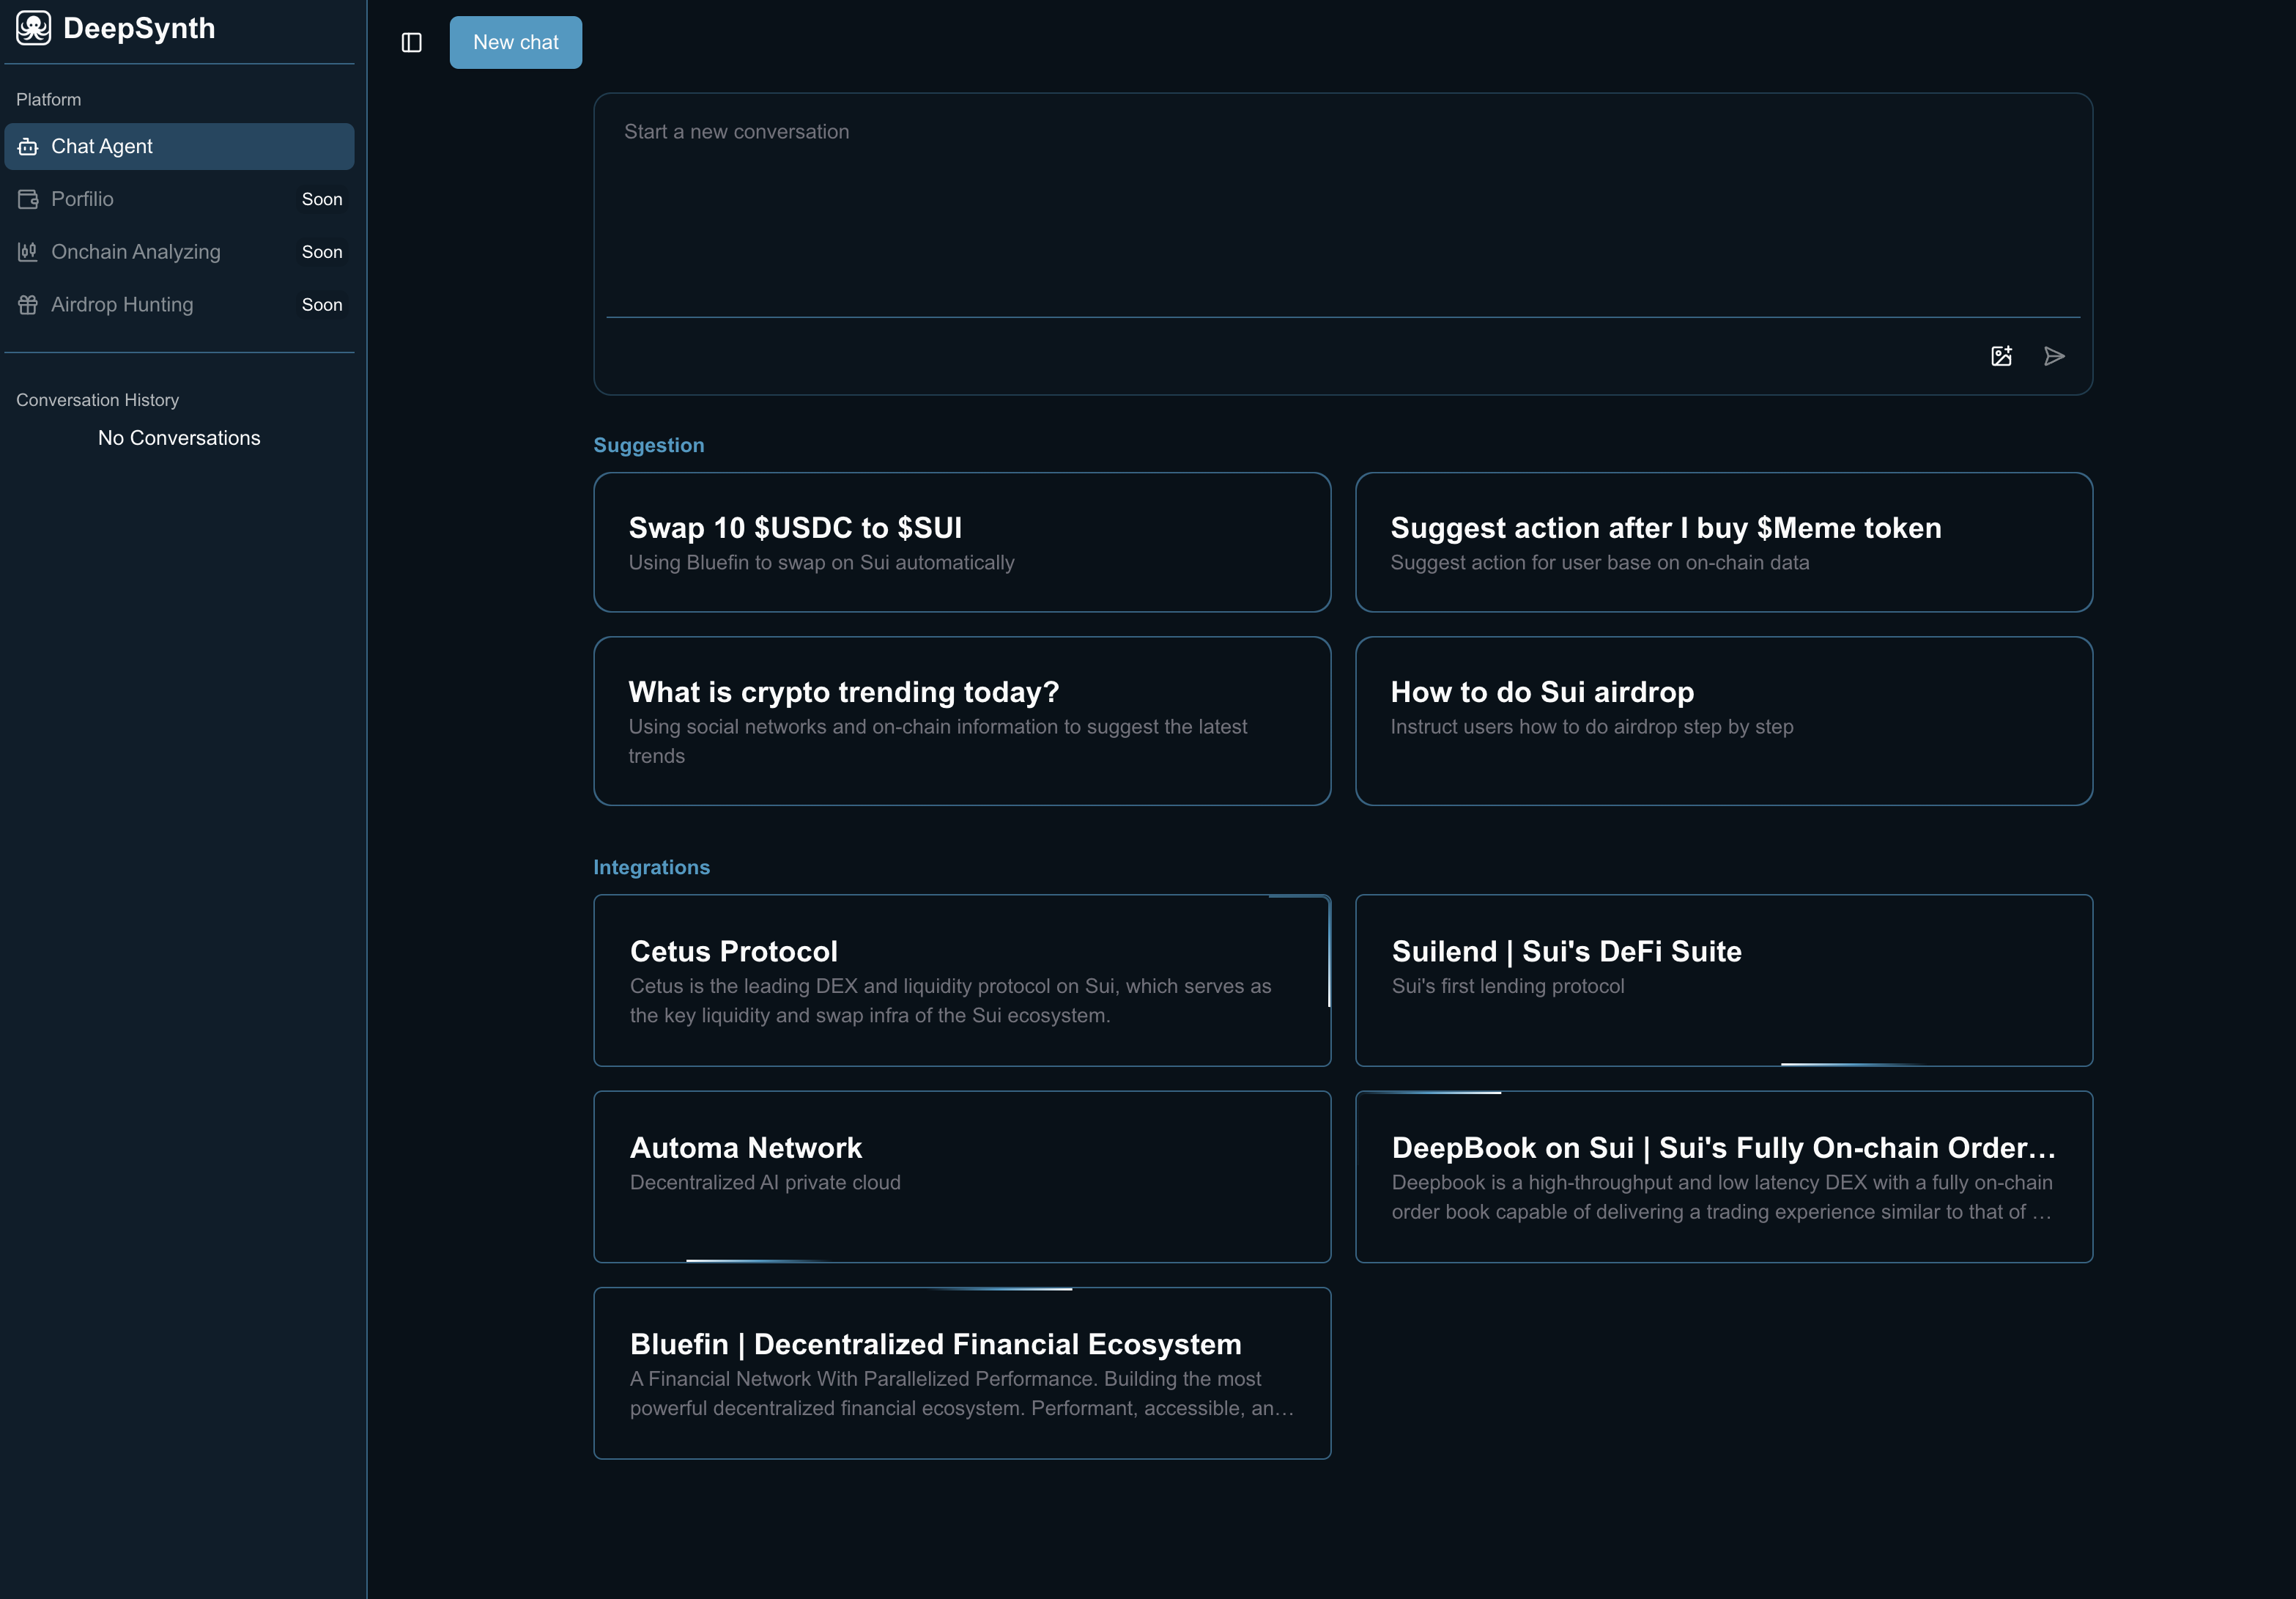 DeepSynth
Platform
Chat Agent
Porfilio Soon
Onchain Analyzing Soon
Airdrop Hunting Soon
Conversation History
No Conversations
New chat
Start a new conversation
Suggestion
Swap 10 $USDC to $SUI
Using Bluefin to swap on Sui automatically
Suggest action after I buy $Meme token
Suggest action for user base on on-chain data
What is crypto trending today?
Using social networks and on-chain information to suggest the latest
trends
How to do Sui airdrop
Instruct users how to do airdrop step by step
Integrations
Cetus Protocol
Cetus is the leading DEX and liquidity protocol on Sui, which serves as
the key liquidity and swap infra of the Sui ecosystem.
Suilend | Sui's DeFi Suite
Sui's first lending protocol
Automa Network
Decentralized AI private cloud
DeepBook on Sui | Sui's Fully On-chain Order…
Deepbook is a high-throughput and low latency DEX with a fully on-chain
order book capable of delivering a trading experience similar to that of …
Bluefin | Decentralized Financial Ecosystem
A Financial Network With Parallelized Performance. Building the most
powerful decentralized financial ecosystem. Performant, accessible, an…